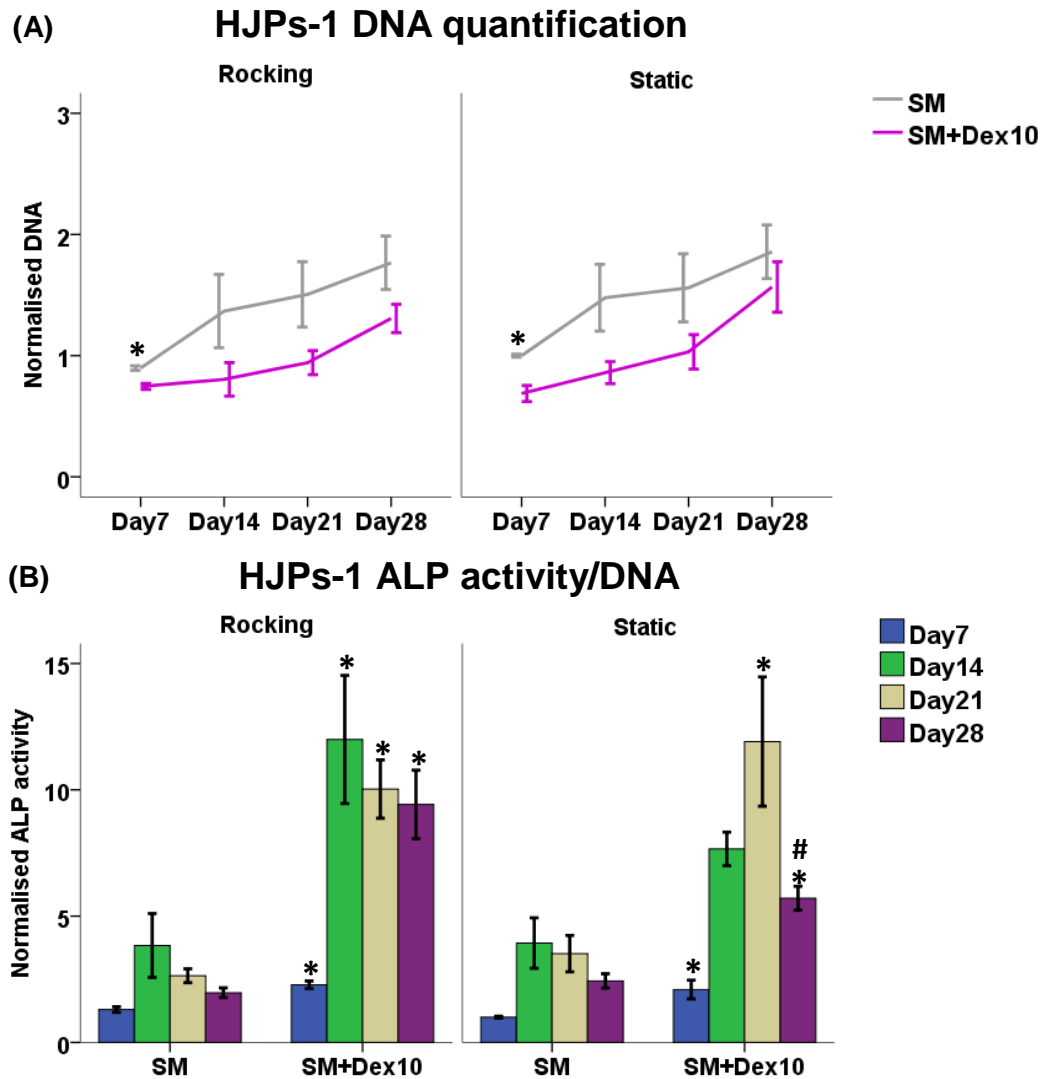 (A) HJPs-1 DNA quantification
Rocking Static
SM
SM+Dex10
Normalised DNA
3
2
1
0
*
*
Day7 Day14 Day21 Day28 Day7 Day14 Day21 Day28
(B) HJPs-1 ALP activity/DNA
Rocking Static
Day7
Day14
Day21
Day28
Normalised ALP activity
15
10
5
0
* * * *
* * # *
SM SM+Dex10 SM SM+Dex10